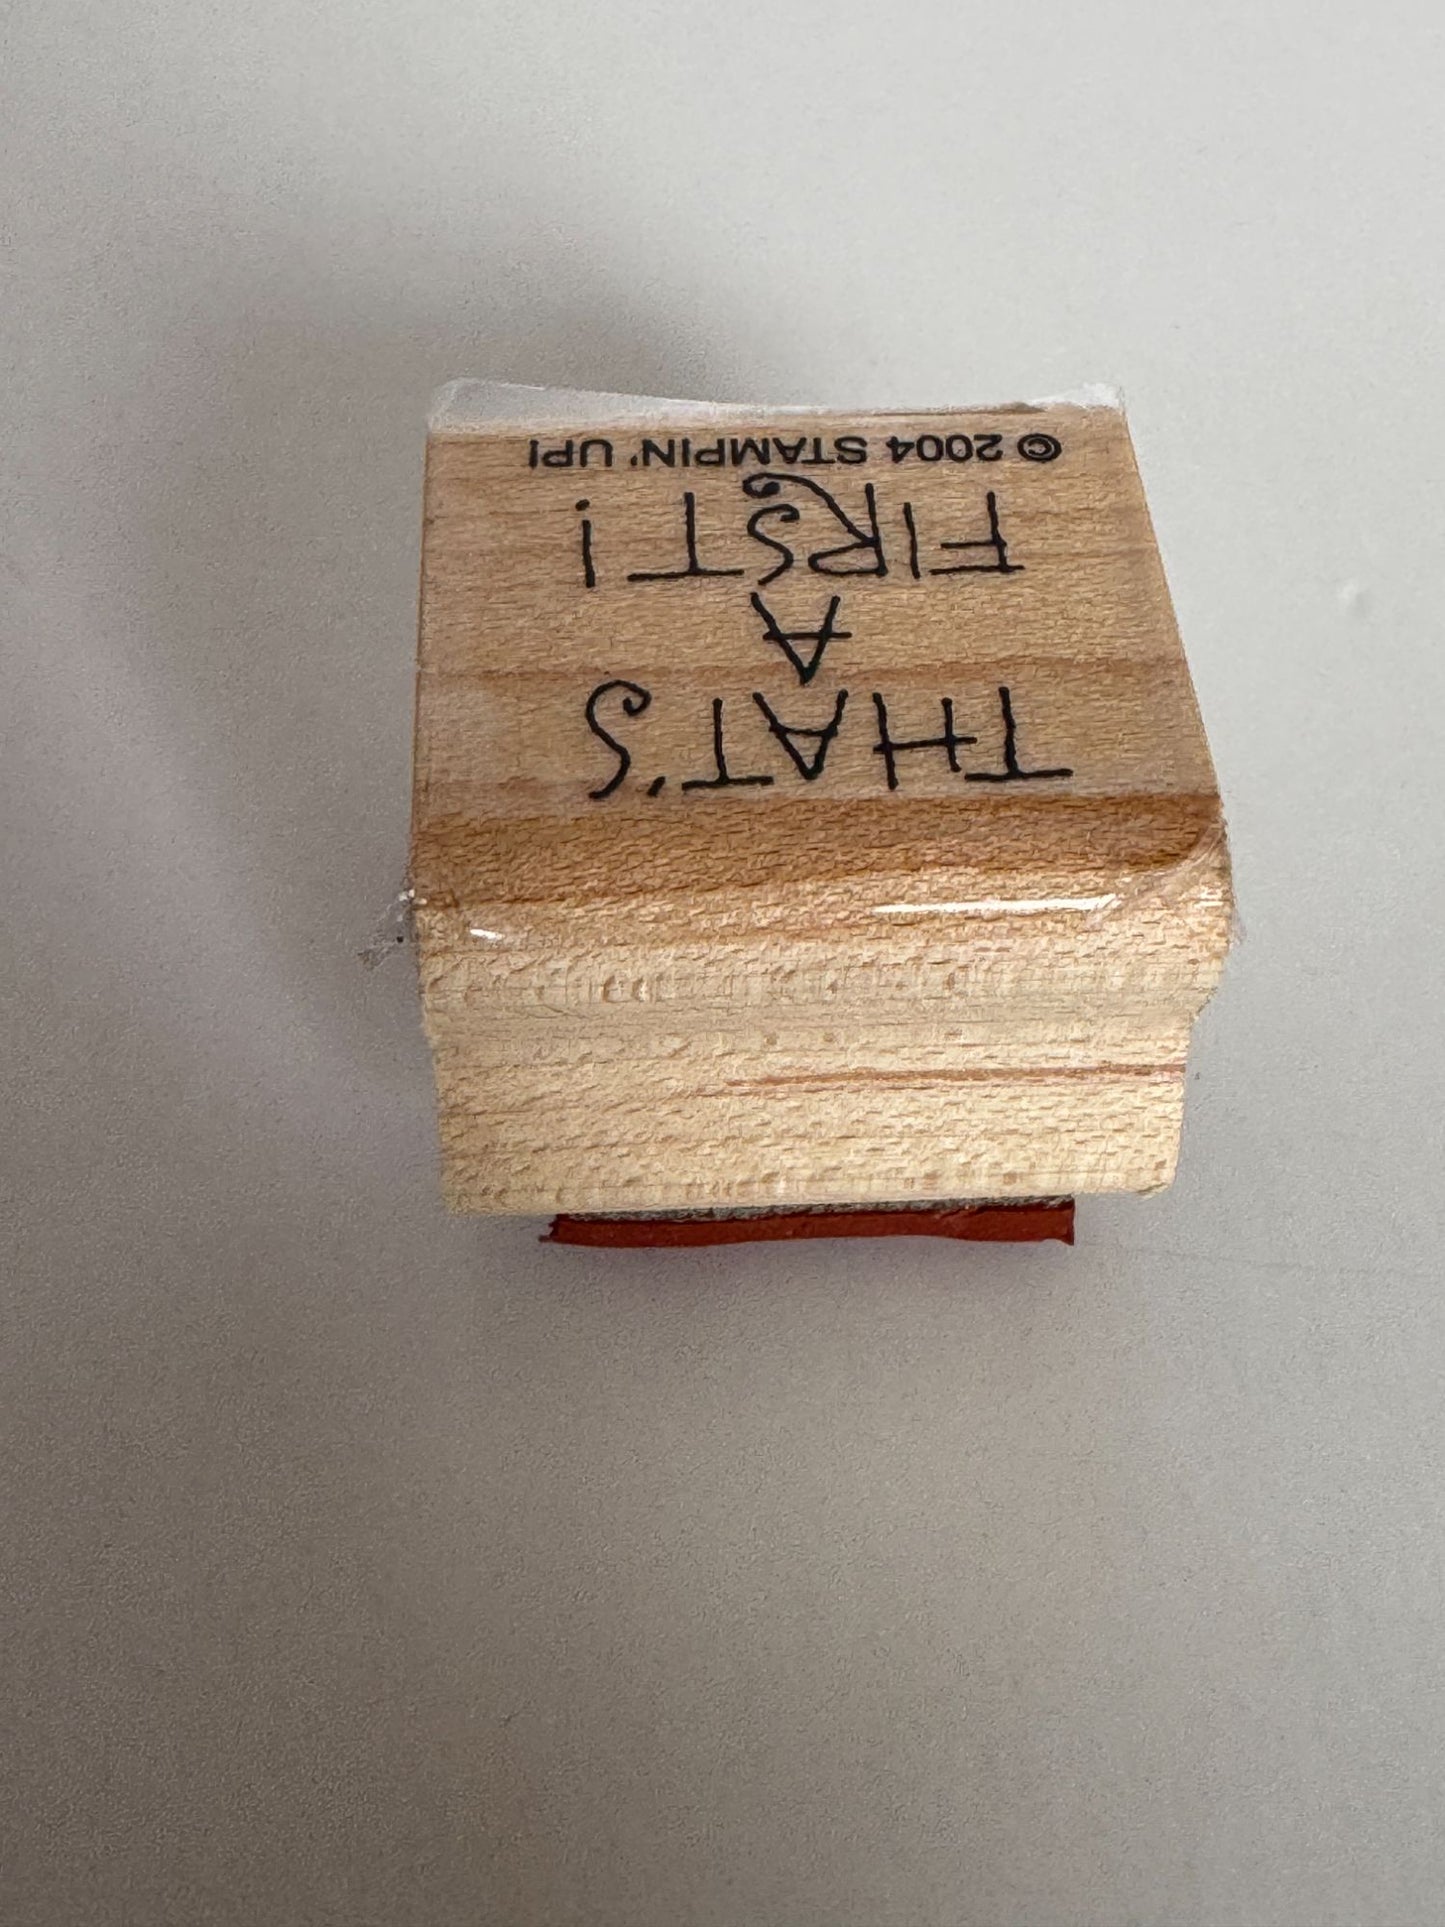 THAT'S
A
FIRST!
© 2004 STAMPIN' UP!